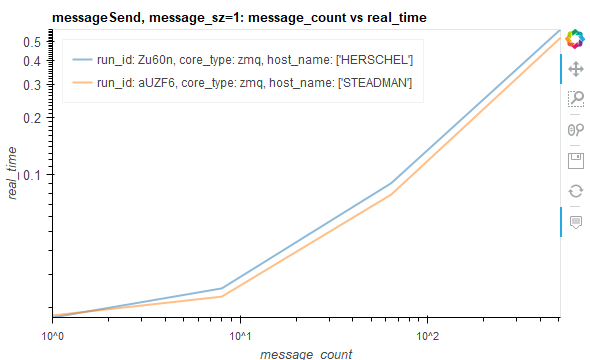 messageSend, message_sz=1: message_count vs real_time
run_id: Zu60n, core_type: zmq, host_name: ['HERSCHEL']
run_id: aUZF6, core_type: zmq, host_name: ['STEADMAN']
0.5
0.4
0.3
0.2
0.1
real_time
10^0
10^1
10^2
message_count